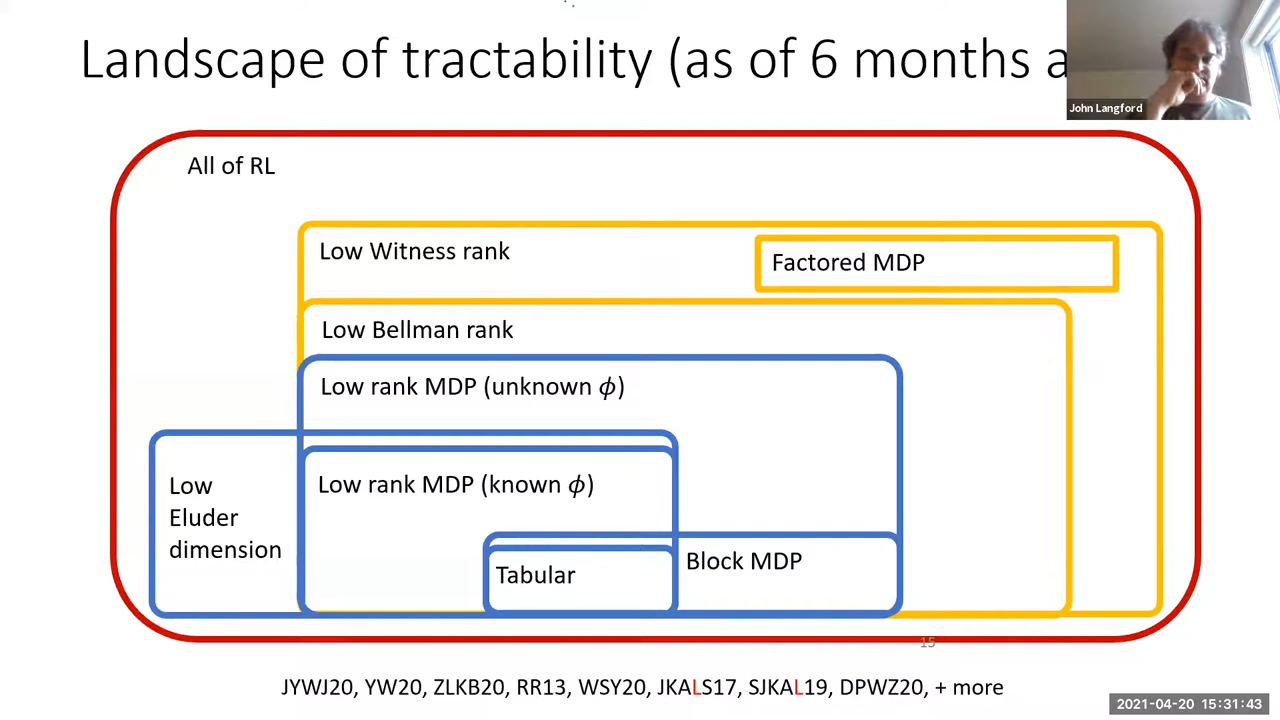 Landscape of tractability (as of 6 months a
John Langford
All of RL
Low Witness rank
Factored MDP
Low Bellman rank
Low rank MDP (unknown ϕ)
Low
Eluder
dimension
Low rank MDP (known ϕ)
Block MDP
Tabular
15
JYWJ20, YW20, ZLKB20, RR13, WSY20, JKALS17, SJKAL19, DPWZ20, + more
2021-04-20 15:31:43